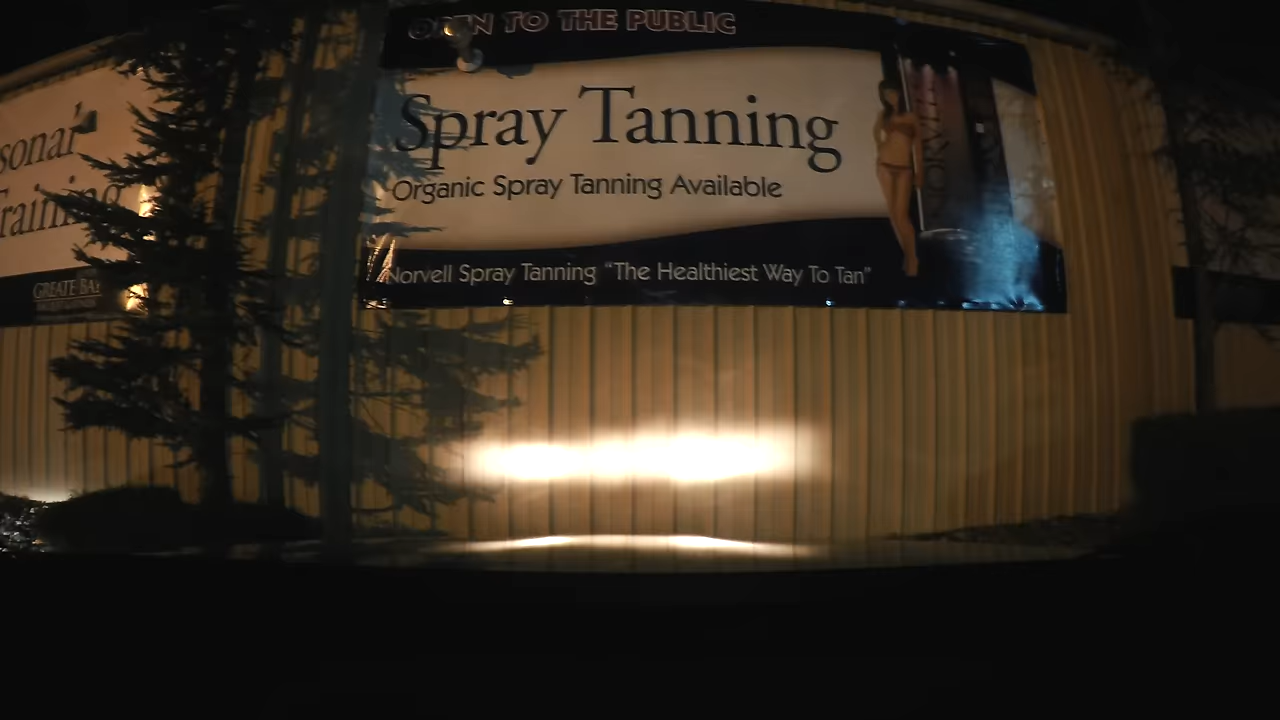 OPEN TO THE PUBLIC
Spray Tanning
Organic Spray Tanning Available
Norvell Spray Tanning "The Healthiest Way To Tan"
sonal
Training
GREATE BAY